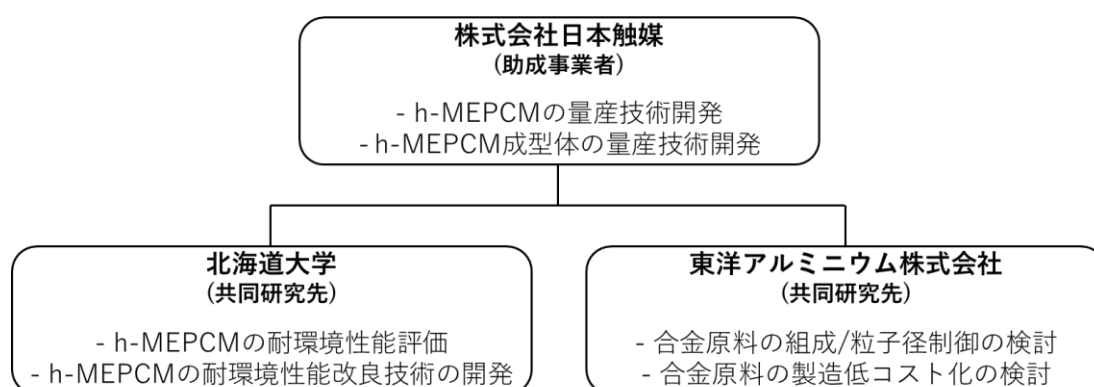 株式会社日本触媒
(助成事業者)
- h-MEPCMの量産技術開発
- h-MEPCM成型体の量産技術開発
北海道大学
(共同研究先)
- h-MEPCMの耐環境性能評価
- h-MEPCMの耐環境性能改良技術の開発
東洋アルミニウム株式会社
(共同研究先)
- 合金原料の組成/粒子径制御の検討
- 合金原料の製造低コスト化の検討